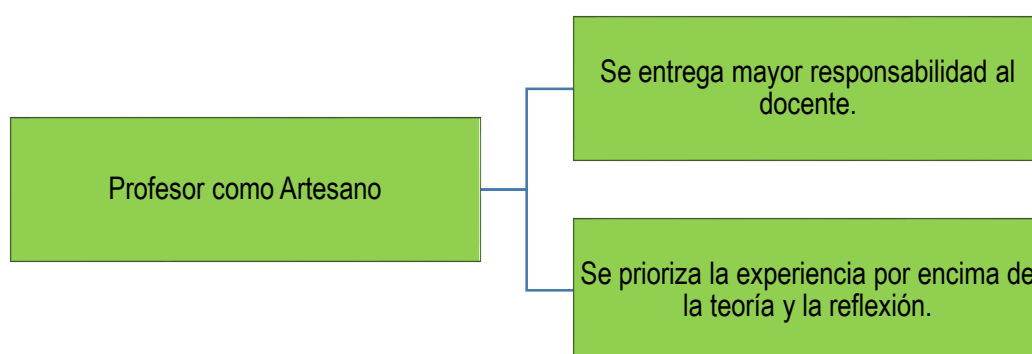 Se entrega mayor responsabilidad al
docente.
Profesor como Artesano
Se prioriza la experiencia por encima de
la teoría y la reflexión.